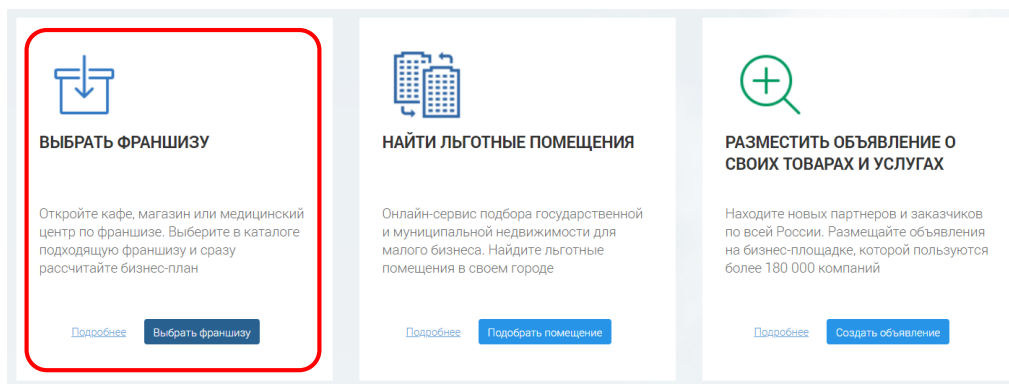 ВЫБРАТЬ ФРАНШИЗУ
Откройте кафе, магазин или медицинский
центр по франшизе. Выберите в каталоге
подходящую франшизу и сразу
рассчитайте бизнес-план
Подробнее
Выбрать франшизу
НАЙТИ ЛЬГОТНЫЕ ПОМЕЩЕНИЯ
Онлайн-сервис подбора государственной
и муниципальной недвижимости для
малого бизнеса. Найдите льготные
помещения в своем городе
Подробнее
Подобрать помещение
РАЗМЕСТИТЬ ОБЪЯВЛЕНИЕ О
СВОИХ ТОВАРАХ И УСЛУГАХ
Находите новых партнеров и заказчиков
по всей России. Размещайте объявления
на бизнес-площадке, которой пользуются
более 180 000 компаний
Подробнее
Создать объявление